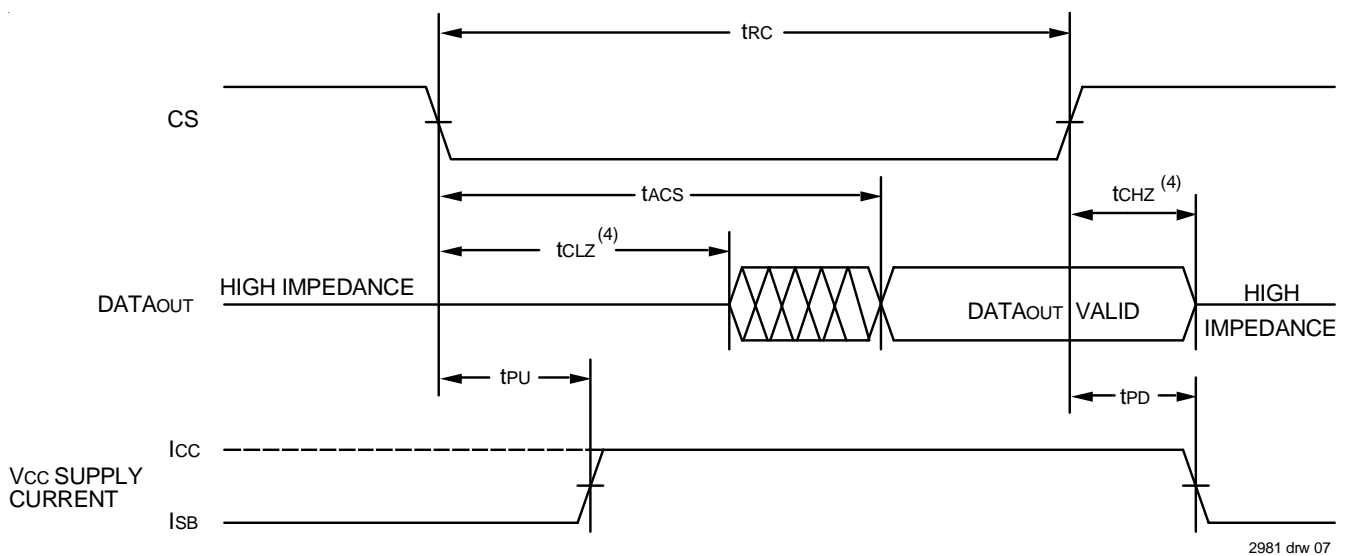 tRC
CS
tACS
tCHZ (4)
tCLZ (4)
HIGH IMPEDANCE
DATAOUT
DATAOUT VALID
HIGH
IMPEDANCE
tPU
tPD
ICC
VCC SUPPLY
CURRENT
ISB
2981 drw 07